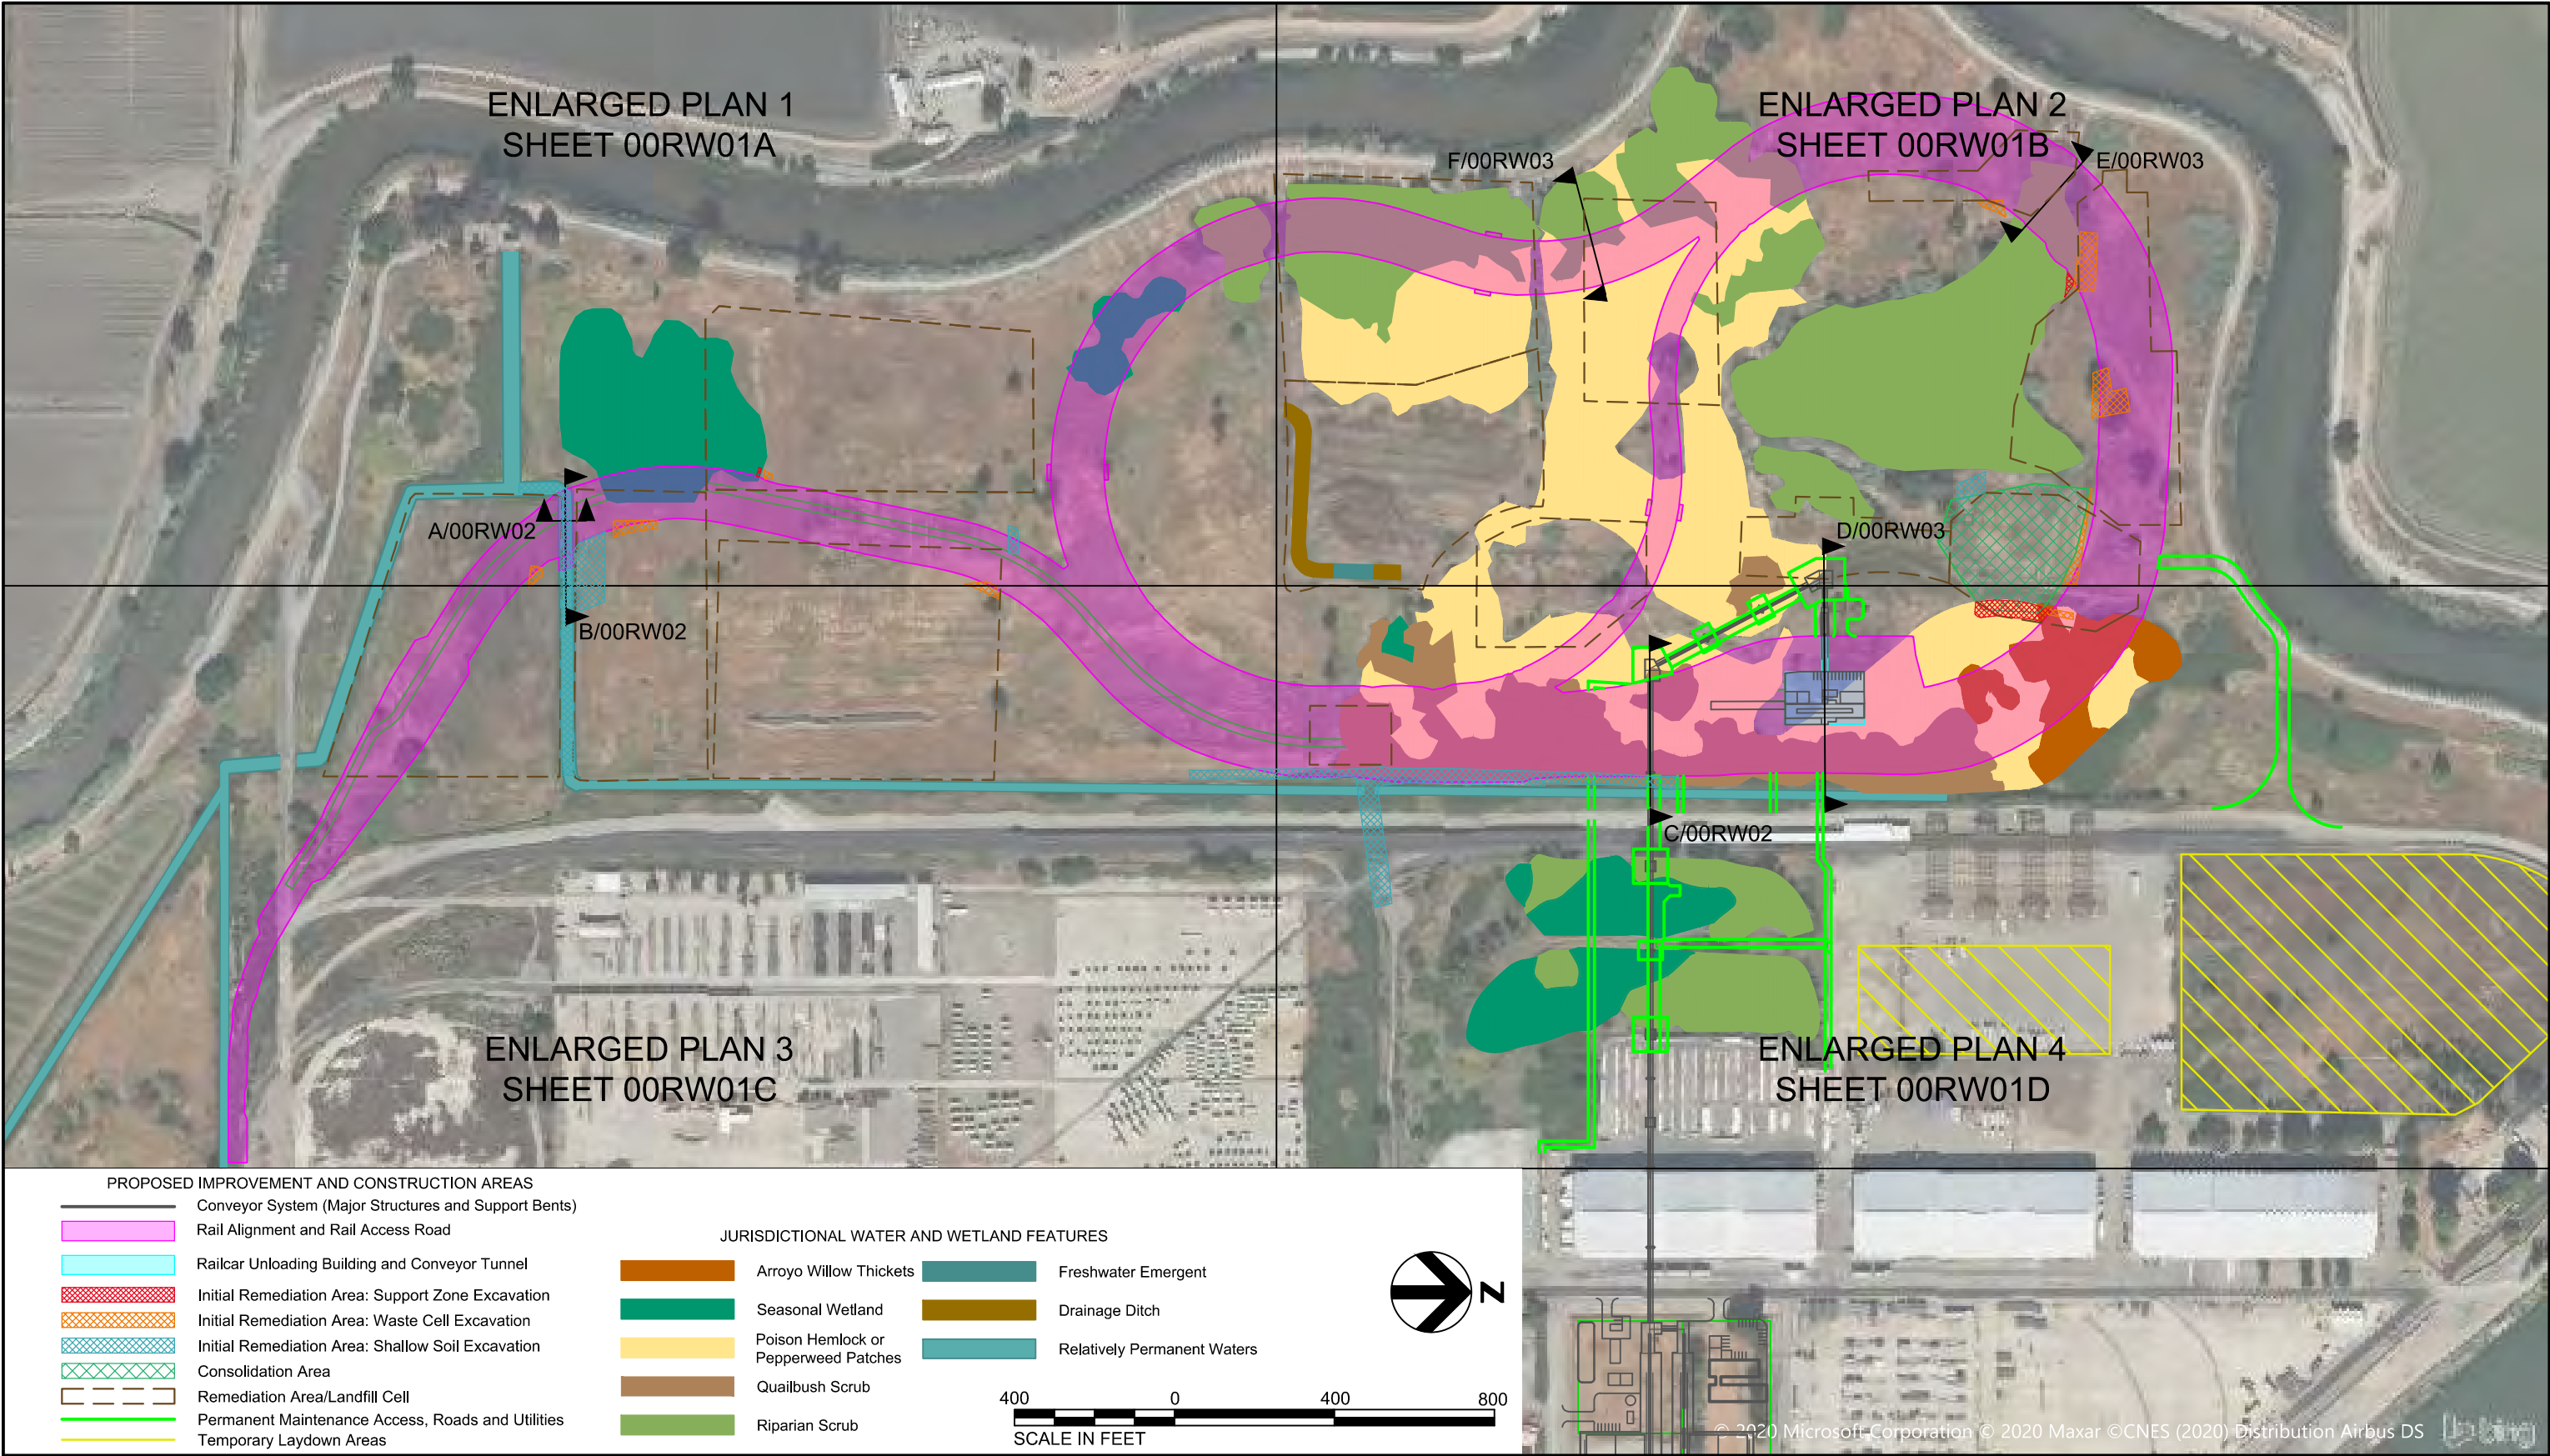 ENLARGED PLAN 1
SHEET 00RW01A
ENLARGED PLAN 2
SHEET 00RW01B
F/00RW03
E/00RW03
A/00RW02
D/00RW03
B/00RW02
C/00RW02
ENLARGED PLAN 3
SHEET 00RW01C
ENLARGED PLAN 4
SHEET 00RW01D
PROPOSED IMPROVEMENT AND CONSTRUCTION AREAS
Conveyor System (Major Structures and Support Bents)
Rail Alignment and Rail Access Road
Railcar Unloading Building and Conveyor Tunnel
Initial Remediation Area: Support Zone Excavation
Initial Remediation Area: Waste Cell Excavation
Initial Remediation Area: Shallow Soil Excavation
Consolidation Area
Remediation Area/Landfill Cell
Permanent Maintenance Access, Roads and Utilities
Temporary Laydown Areas
JURISDICTIONAL WATER AND WETLAND FEATURES
Arroyo Willow Thickets
Seasonal Wetland
Poison Hemlock or
Pepperweed Patches
Quailbush Scrub
Riparian Scrub
Freshwater Emergent
Drainage Ditch
Relatively Permanent Waters
N
400 0 400 800
SCALE IN FEET
© 2020 Microsoft Corporation © 2020 Maxar ©CNES (2020) Distribution Airbus DS
bing